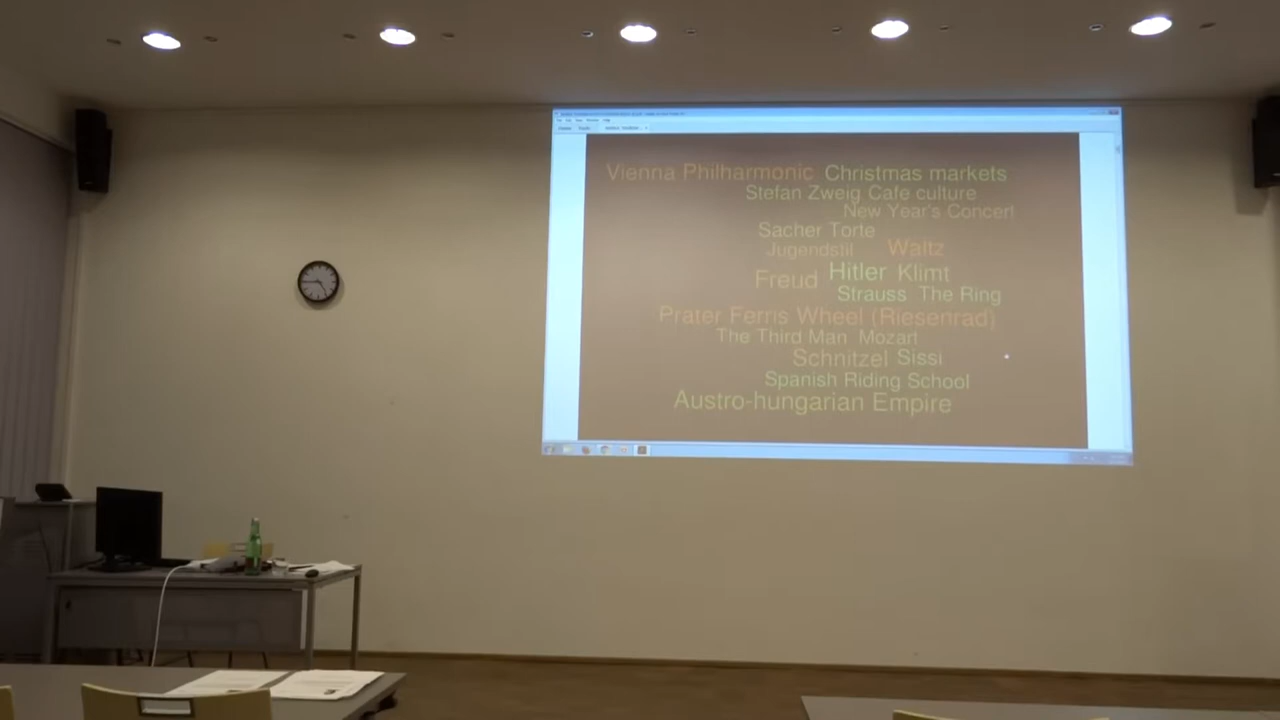 Vienna Philharmonic Christmas markets
Stefan Zweig Cafe culture
New Year's Concert
Sacher Torte
Jugendstil Waltz
Freud Hitler Klimt
Strauss The Ring
Prater Ferris Wheel (Riesenrad)
The Third Man Mozart
Schnitzel Sissi
Spanish Riding School
Austro-hungarian Empire